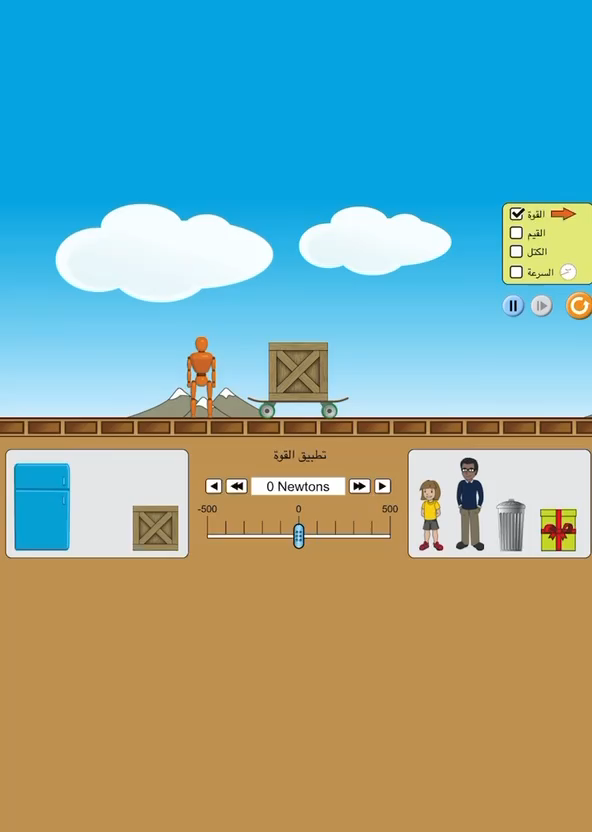 القوة
القيم
الكتل
السرعة
تطبيق القوة
0 Newtons
-500 0 500